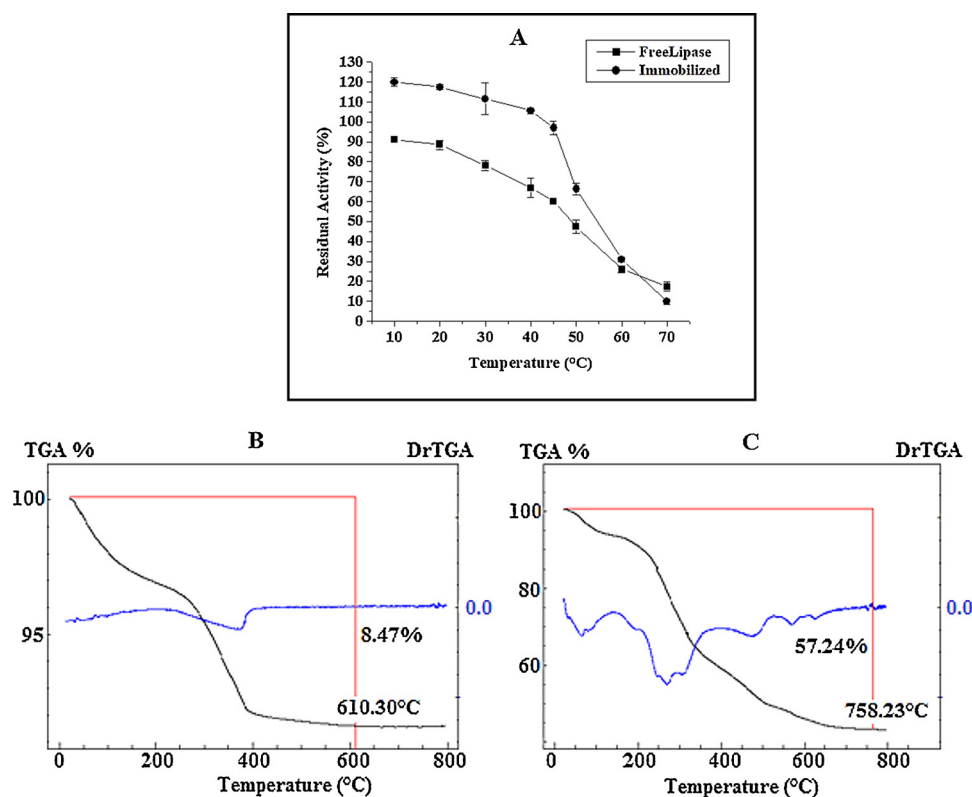 A
FreeLipase
Immobilized
130
120
110
100
90
80
70
60
50
40
30
20
10
0
Residual Activity (%)
10 20 30 40 50 60 70
Temperature (°C)
B
TGA %
DrTGA
100
95
0.0
8.47%
610.30°C
0 200 400 600 800
Temperature (°C)
C
TGA %
DrTGA
100
80
60
0.0
57.24%
758.23°C
0 200 400 600 800
Temperature (°C)